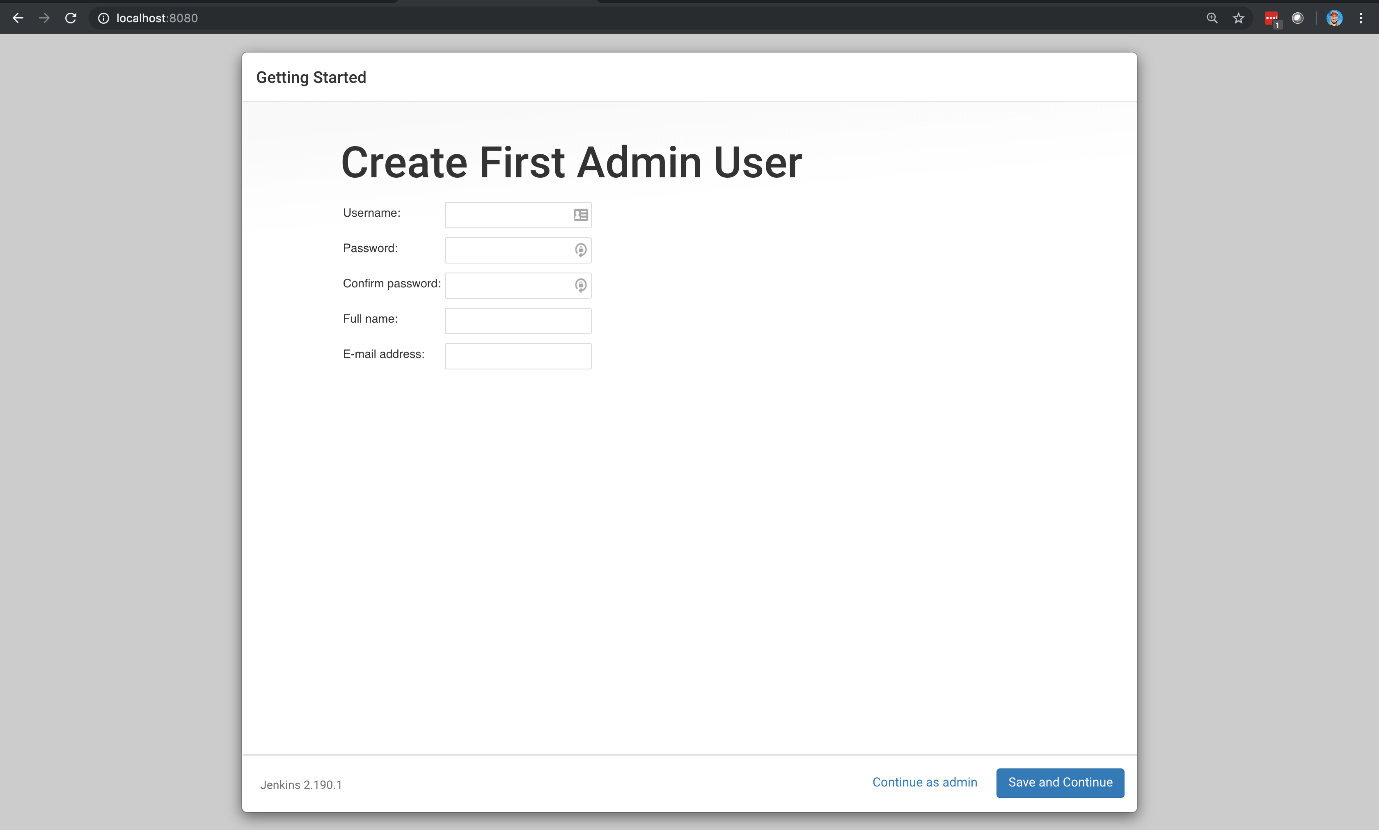 localhost:8080
1
Getting Started
Create First Admin User
Username:
Password:
Confirm password:
Full name:
E-mail address:
Jenkins 2.190.1
Continue as admin
Save and Continue